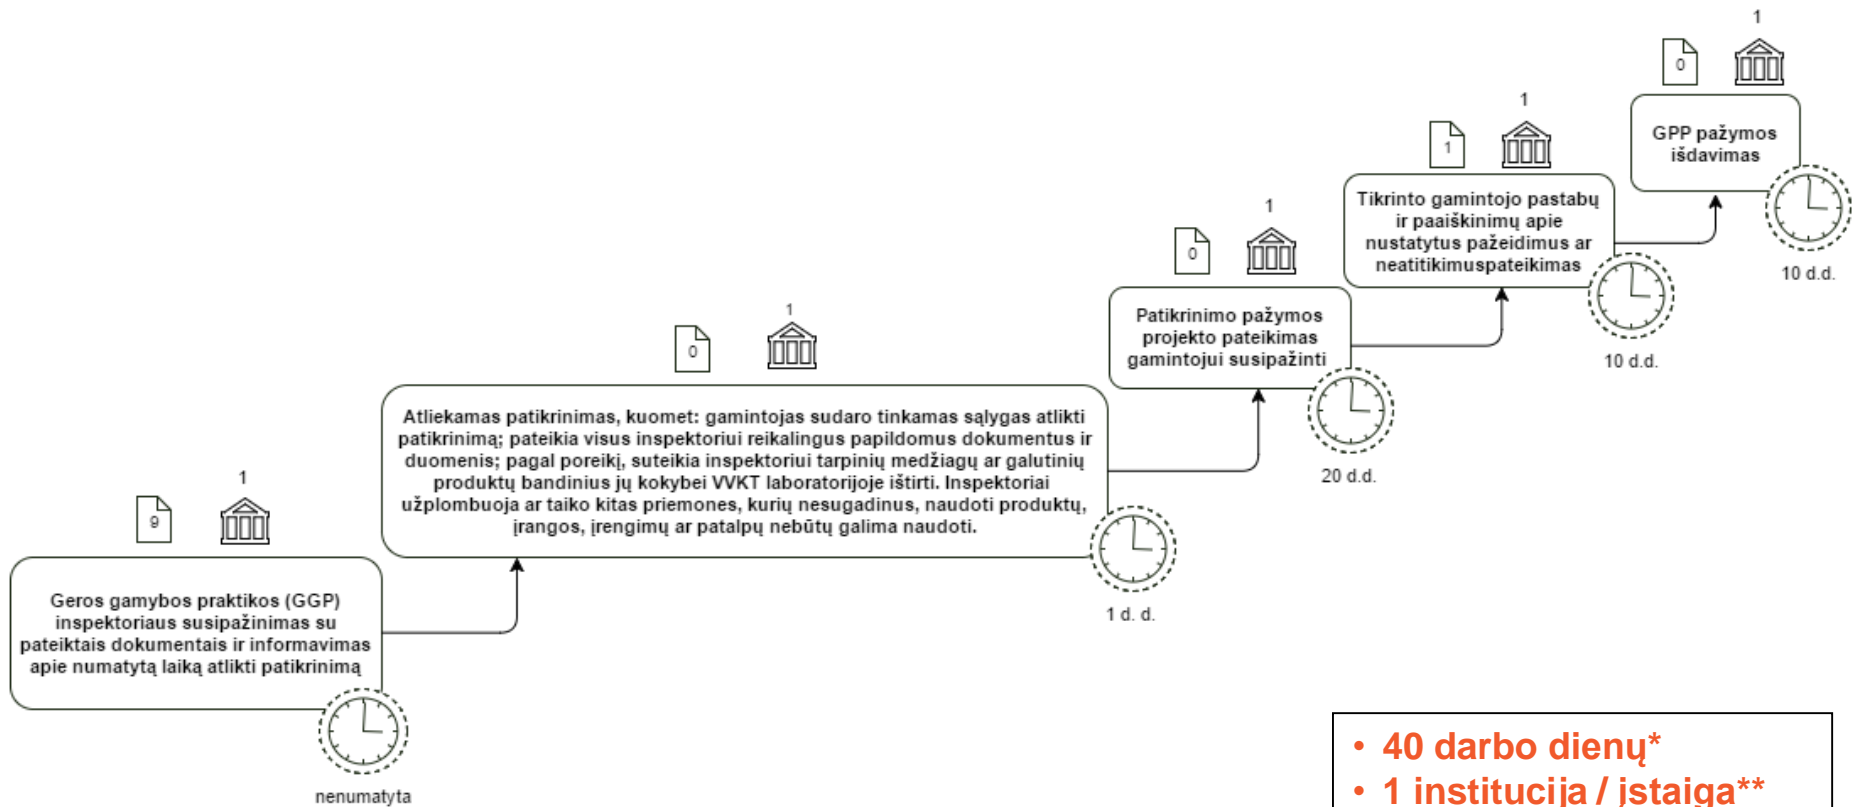 1
9
Geros gamybos praktikos (GGP)
inspektoriaus susipažinimas su
pateiktais dokumentais ir informavimas
apie numatytą laiką atlikti patikrinimą
nenumatyta
1
0
Atliekamas patikrinimas, kuomet: gamintojas sudaro tinkamas sąlygas atlikti
patikrinimą; pateikia visus inspektoriui reikalingus papildomus dokumentus ir
duomenis; pagal poreikį, suteikia inspektoriui tarpinių medžiagų ar galutinių
produktų bandinius jų kokybei VVKT laboratorijoje ištirti. Inspektoriai
užplombuoja ar taiko kitas priemones, kurių nesugadinus, naudoti produktų,
įrangos, įrengimų ar patalpų nebūtų galima naudoti.
1 d. d.
1
0
Patikrinimo pažymos
projekto pateikimas
gamintojui susipažinti
20 d.d.
1
1
Tikrinto gamintojo pastabų
ir paaiškinimų apie
nustatytus pažeidimus ar
neatitikimuspateikimas
10 d.d.
1
0
GPP pažymos
išdavimas
10 d.d.
• 40 darbo dienų*
• 1 institucija / įstaiga**